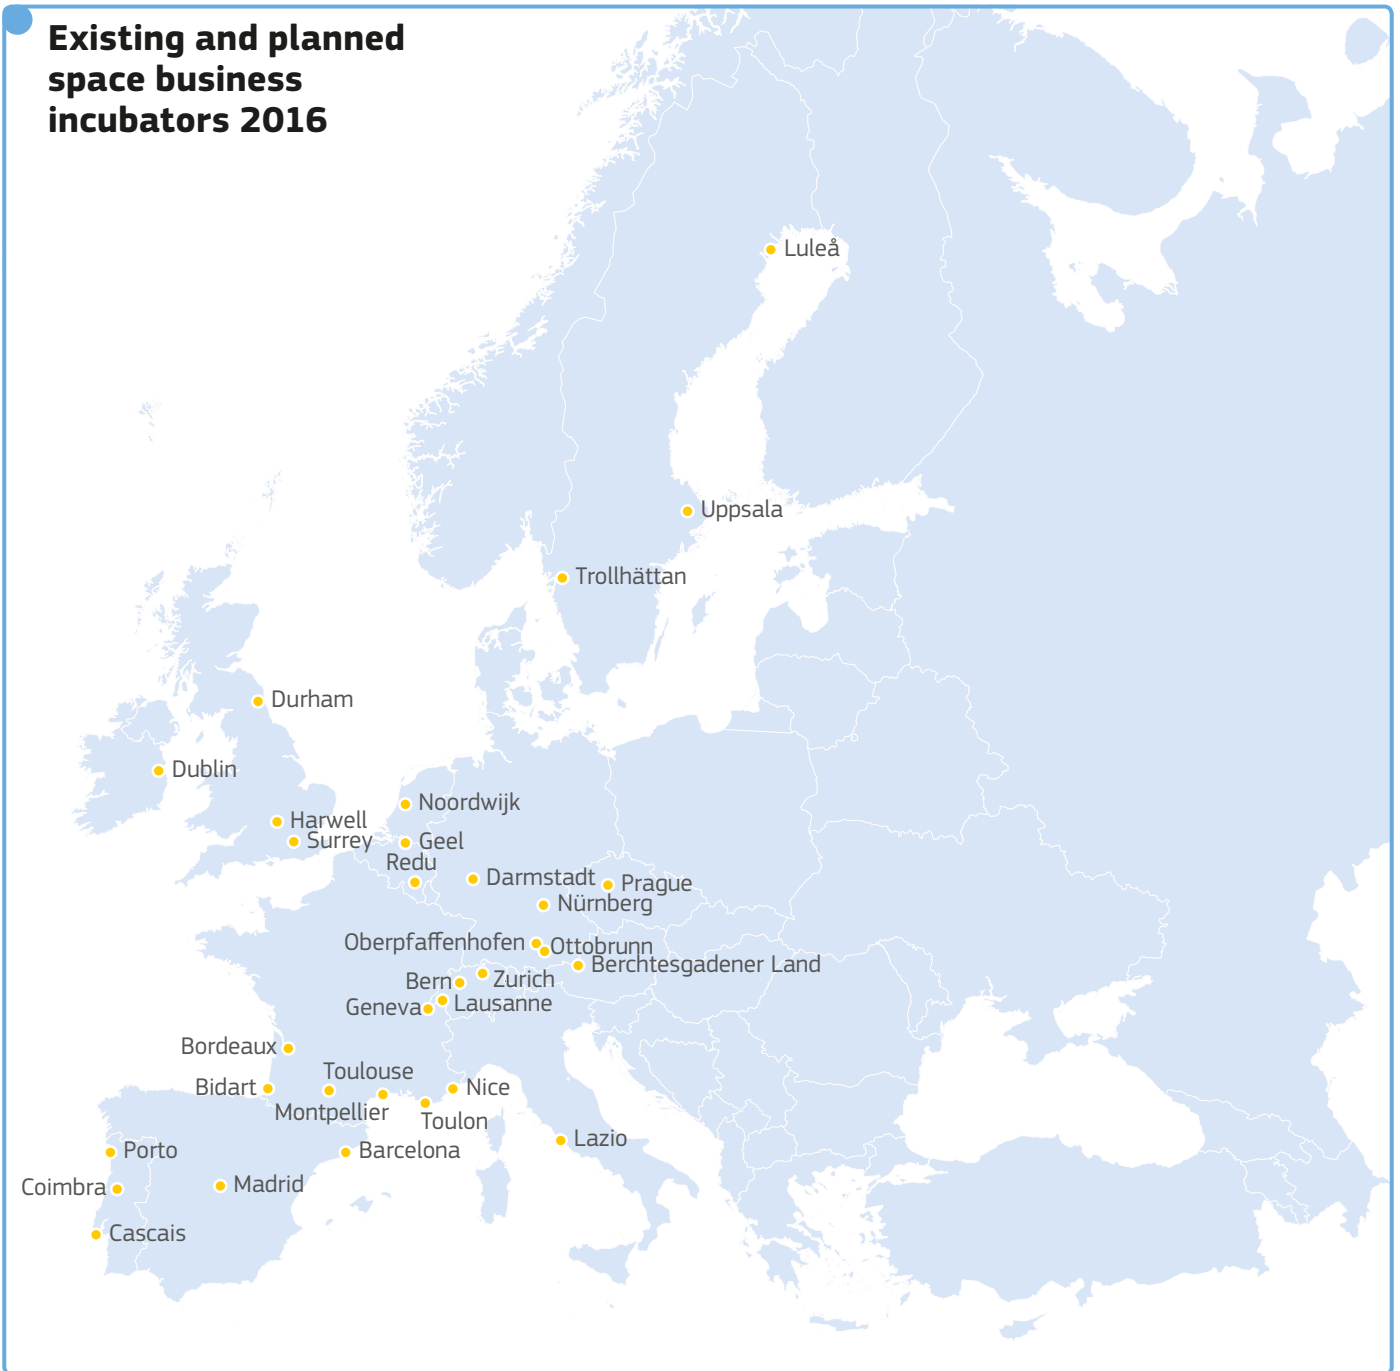 Existing and planned
space business
incubators 2016
Luleå
Uppsala
Trollhättan
Durham
Dublin
Noordwijk
Harwell
Surrey
Geel
Redu
Darmstadt
Prague
Nürnberg
Oberpfaffenhofen
Ottobrunn
Berchtesgadener Land
Bern
Zurich
Geneva
Lausanne
Bordeaux
Toulouse
Bidart
Nice
Montpellier
Toulon
Lazio
Porto
Barcelona
Coimbra
Madrid
Cascais